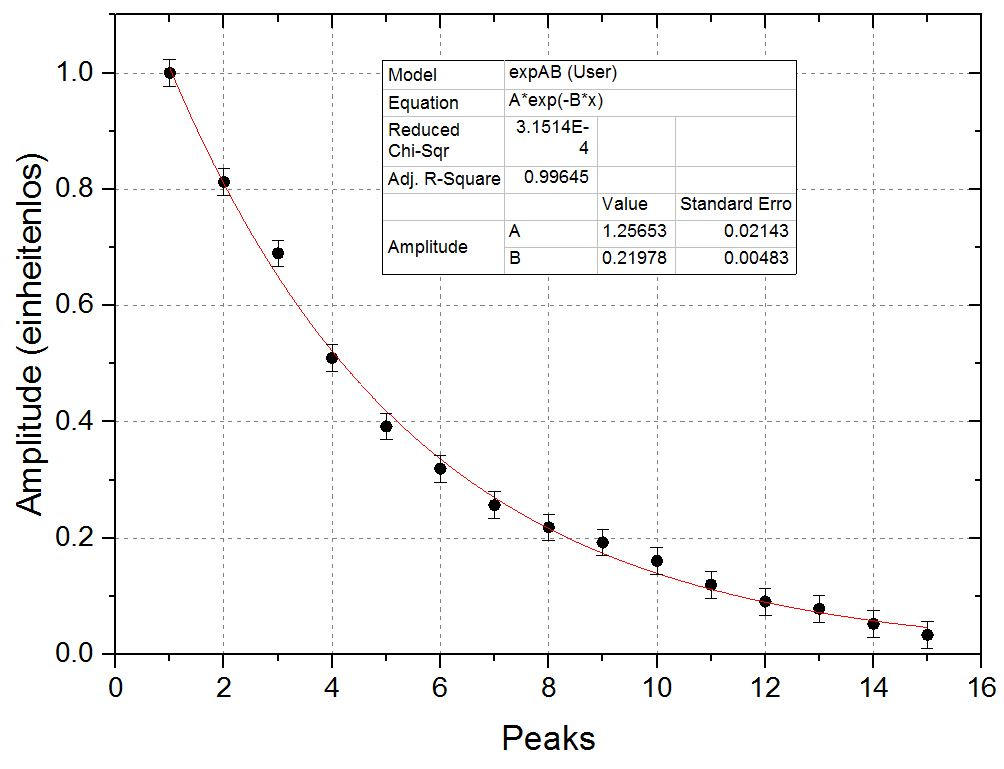 Model expAB (User)
Equation A*exp(-B*x)
Reduced Chi-Sqr 3.1514E-4
Adj. R-Square 0.99645
Value Standard Erro
Amplitude A 1.25653 0.02143
B 0.21978 0.00483
Amplitude (einheitenlos)
1.0
0.8
0.6
0.4
0.2
0.0
0 2 4 6 8 10 12 14 16
Peaks